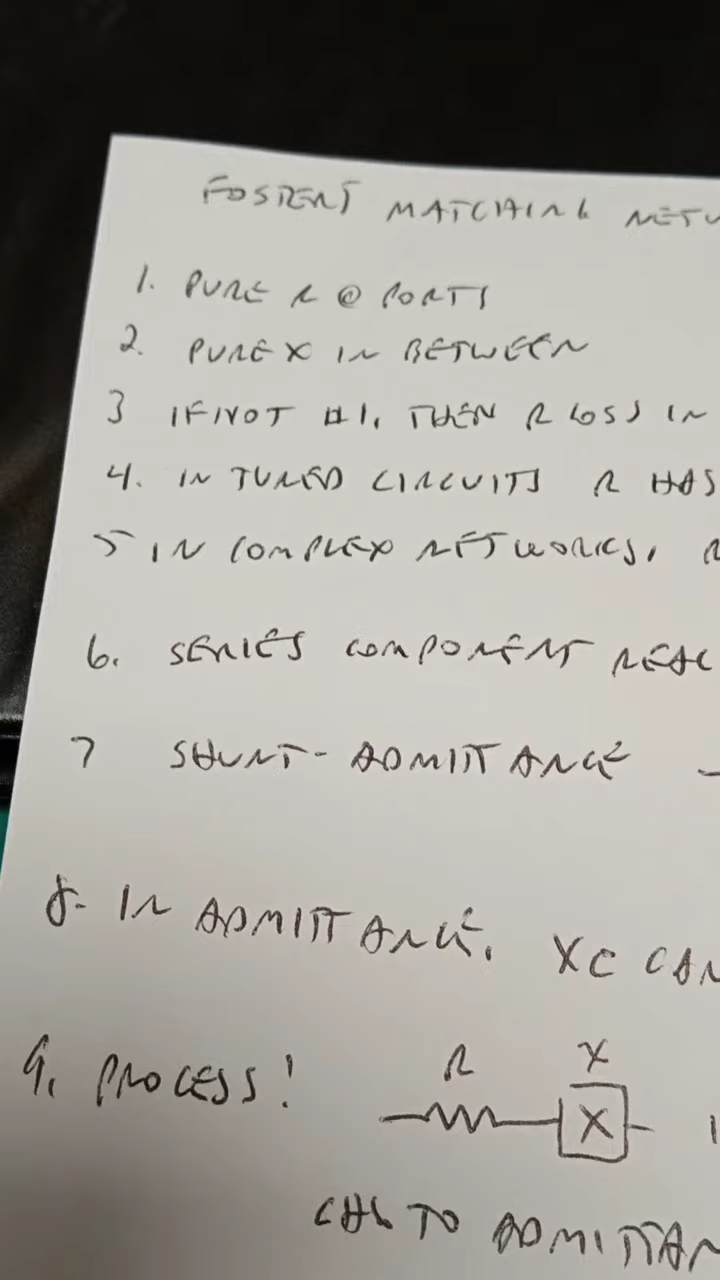 FOSTERS MATCHING NETW
1. PURE R @ PORTS
2. PURE X IN BETWEEN
3 IF NOT #1, THEN R LOSS IN
4. IN TUNED CIRCUITS R HAS
5 IN COMPLEX NETWORKS, R
6. SERIES COMPONENT REAC
7 SHUNT - ADMITTANCE -
8. IN ADMITTANCE, XC CAN
R X
9. PROCESS! X 1
TO ADMITTAN